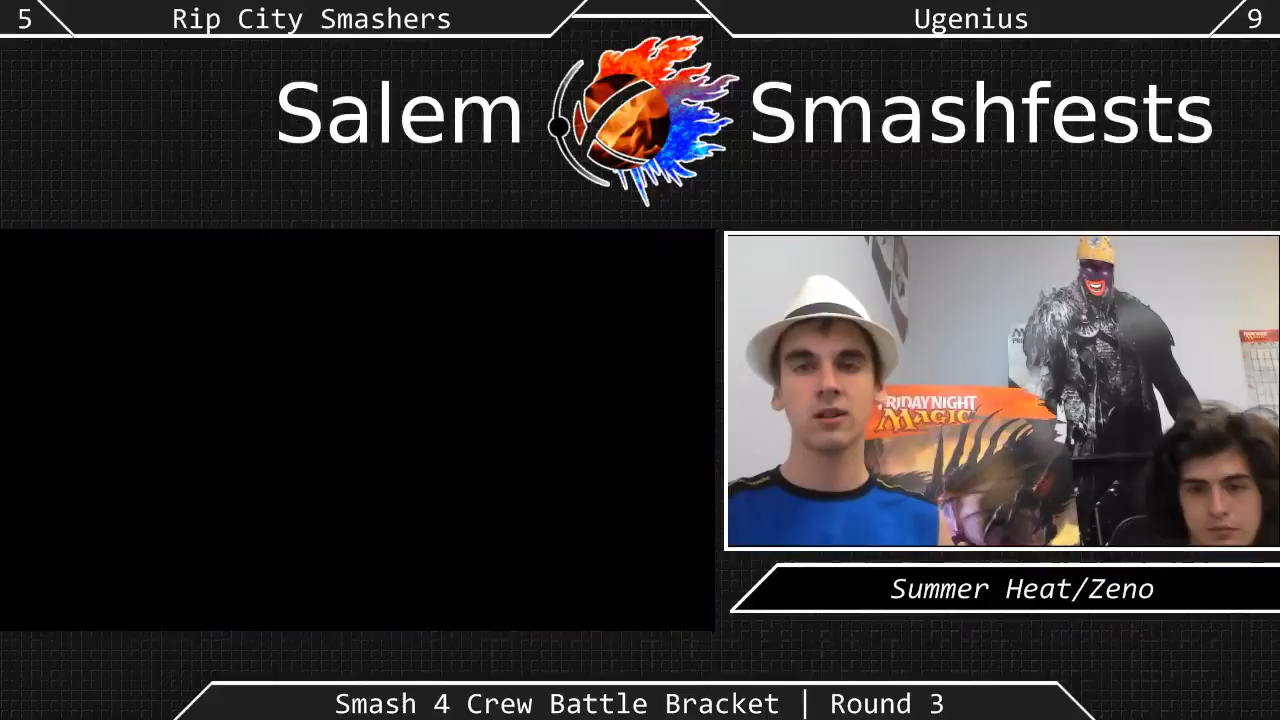 5 Rip City Smashers Ugenius 9
Salem Smashfests
FRIDAY NIGHT
MAGIC
Summer Heat/Zeno
Smash 4 Crew Battle Bracket | Round 3